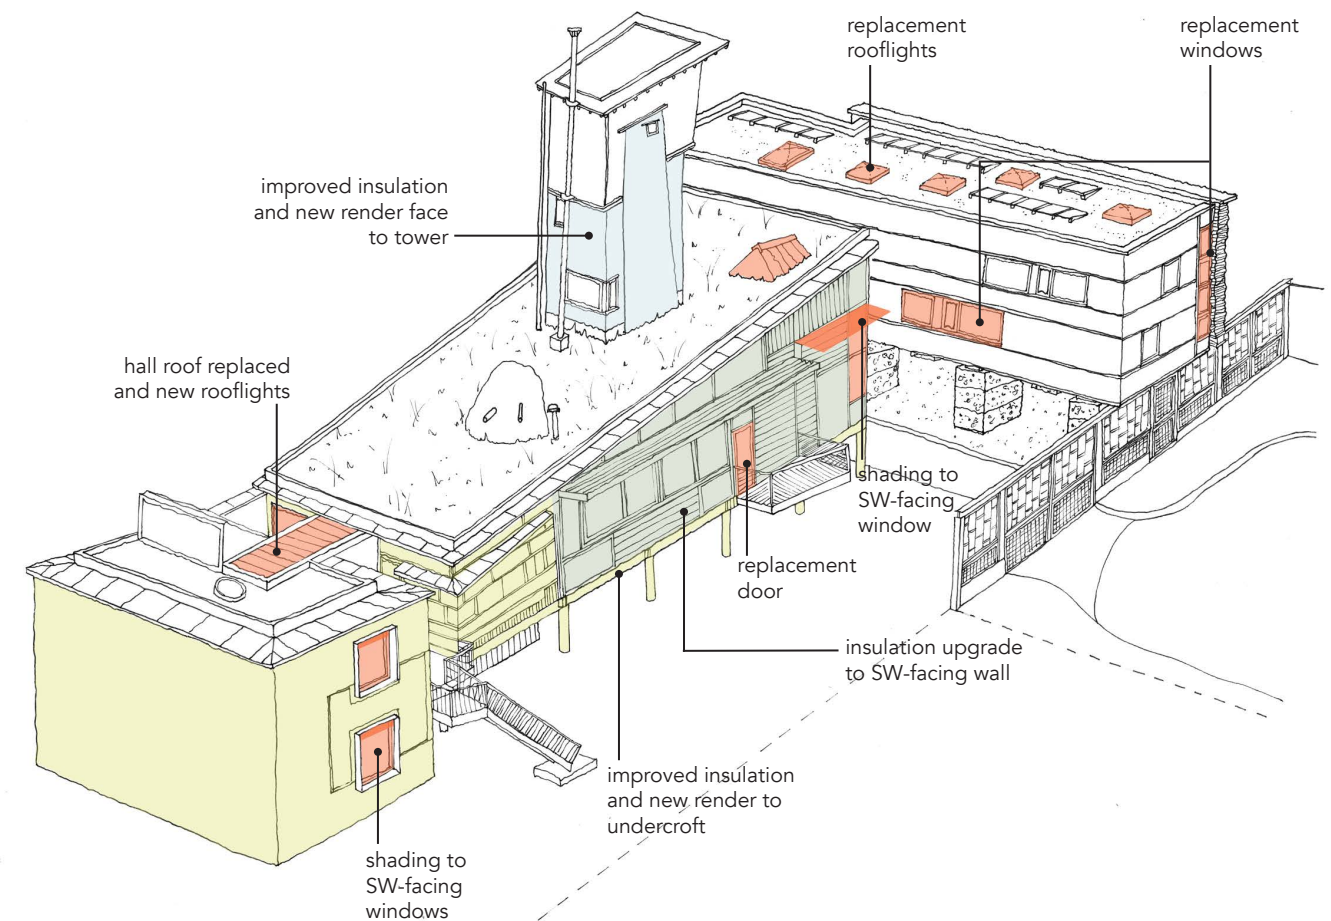 replacement
rooflights
replacement
windows
improved insulation
and new render face
to tower
hall roof replaced
and new rooflights
shading to
SW-facing
window
replacement
door
insulation upgrade
to SW-facing wall
improved insulation
and new render to
undercroft
shading to
SW-facing
windows